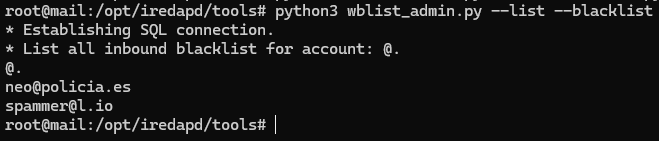 root@mail:/opt/iredapd/tools# python3 wblist_admin.py --list --blacklist
* Establishing SQL connection.
* List all inbound blacklist for account: @.
@.
neo@policia.es
spammer@l.io
root@mail:/opt/iredapd/tools#